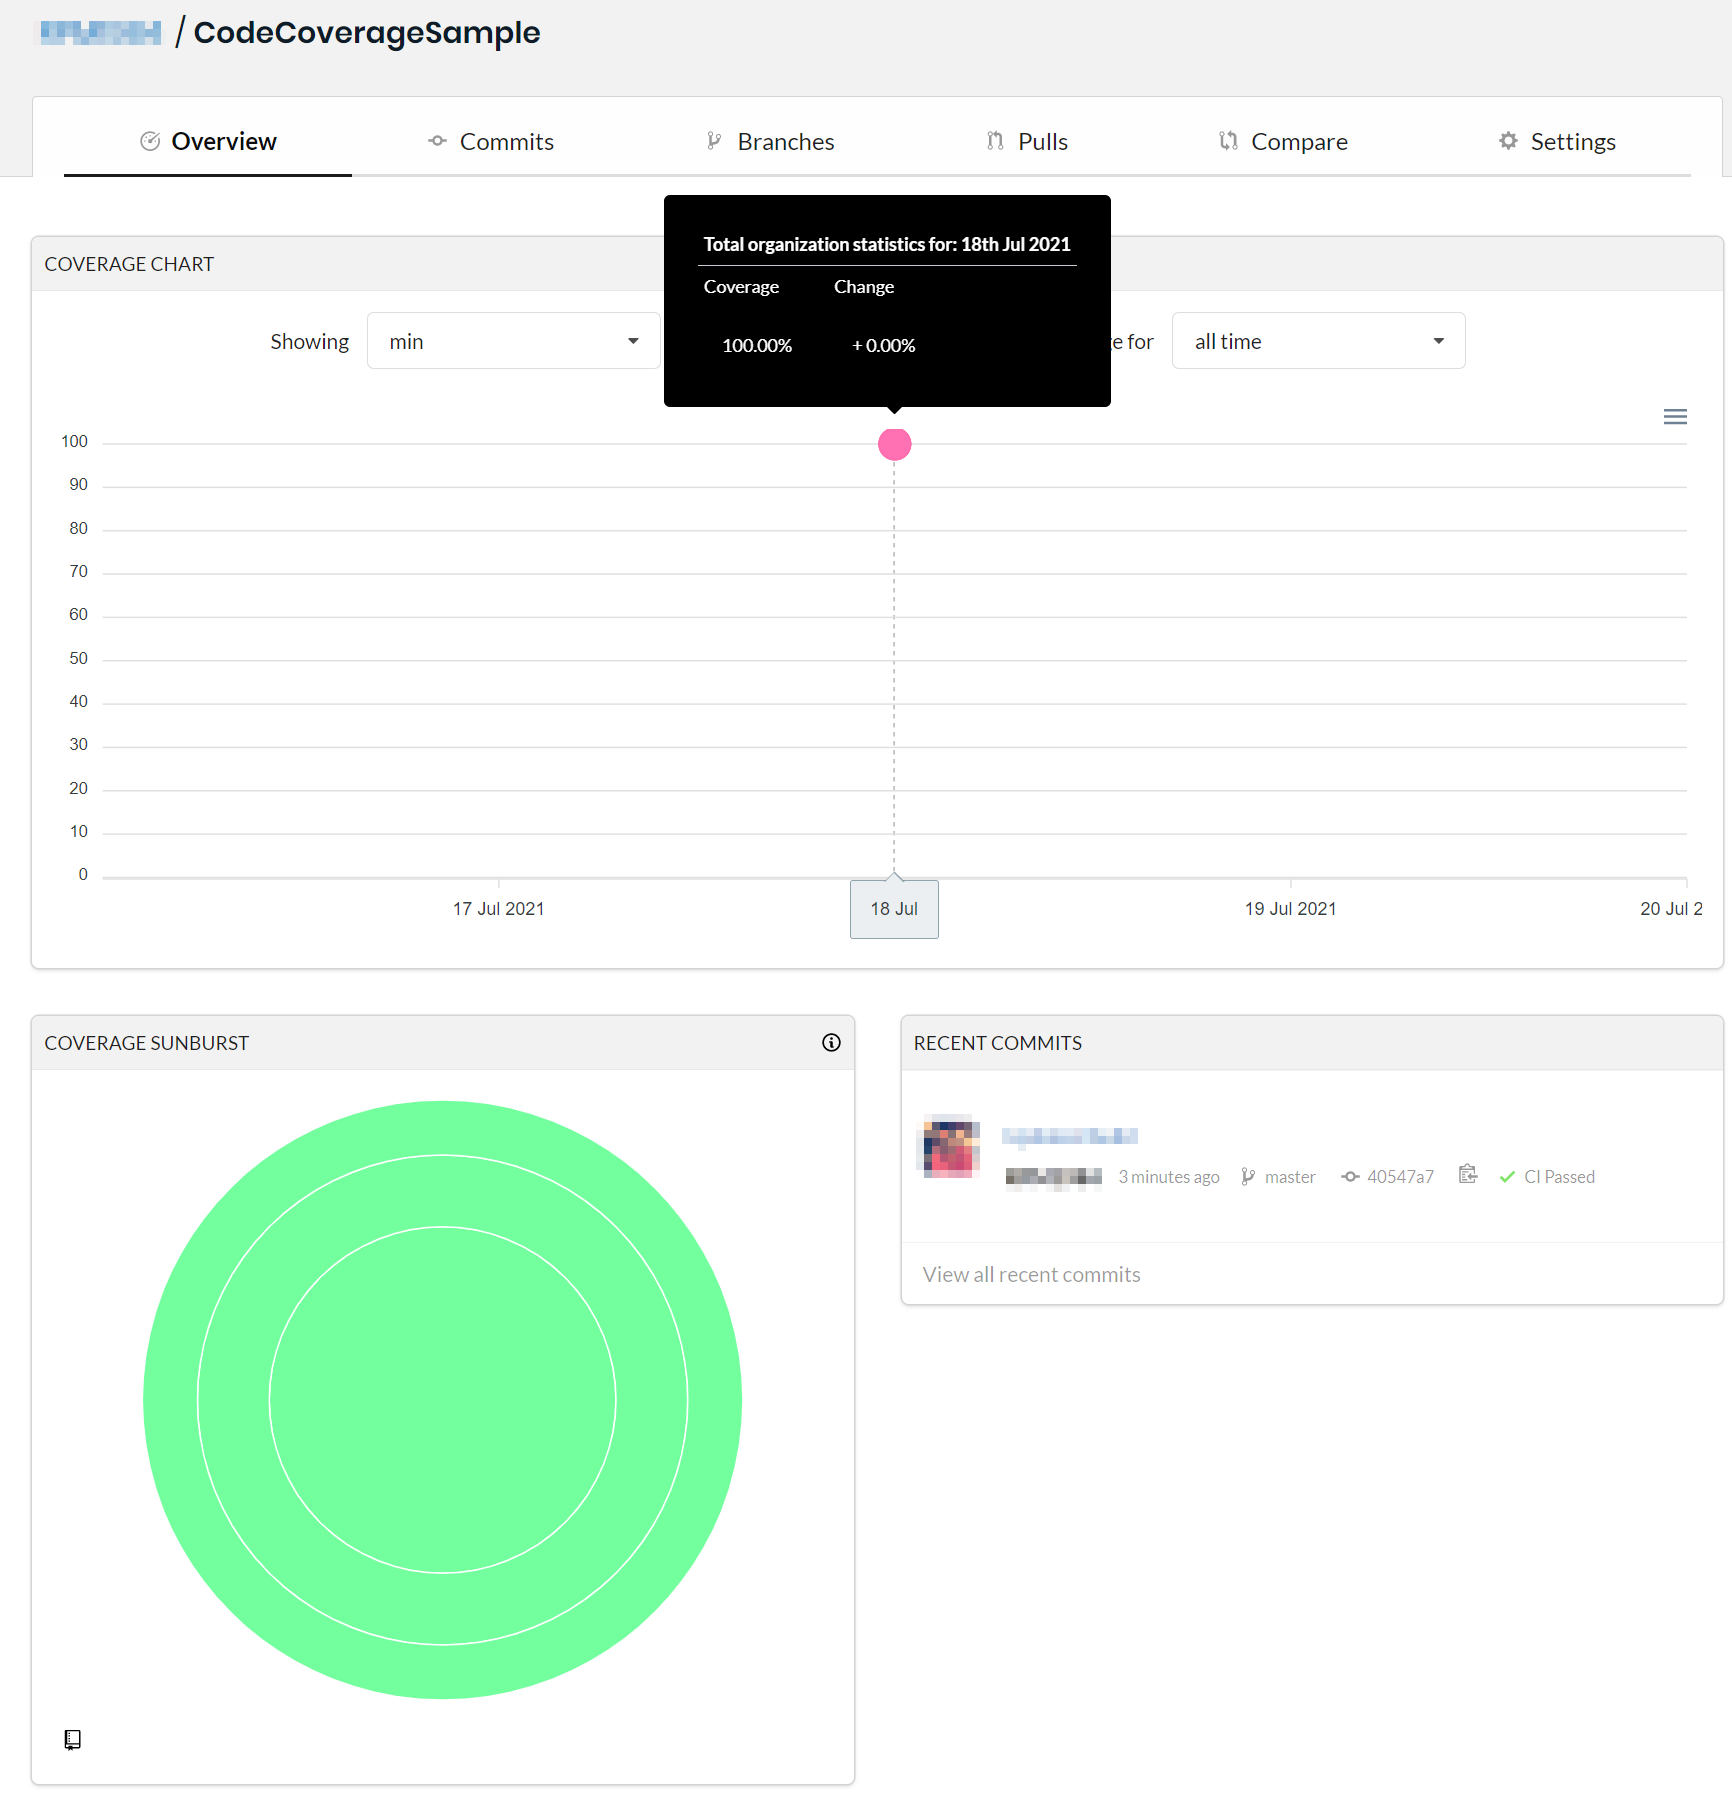 / CodeCoverageSample
Overview
Commits
Branches
Pulls
Compare
Settings
Total organization statistics for: 18th Jul 2021
Coverage Change
100.00% + 0.00%
COVERAGE CHART
Showing min e for all time
100
90
80
70
60
50
40
30
20
10
0
17 Jul 2021 18 Jul 19 Jul 2021 20 Jul 2
COVERAGE SUNBURST
RECENT COMMITS
3 minutes ago master 40547a7 CI Passed
View all recent commits